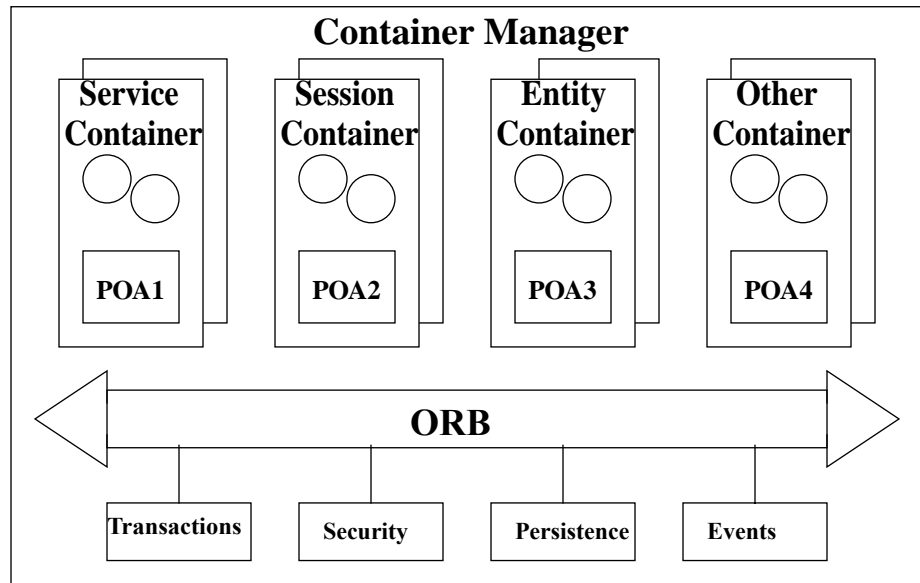 Container Manager
Service
Container
Session
Container
Entity
Container
Other
Container
POA1
POA2
POA3
POA4
ORB
Transactions
Security
Persistence
Events